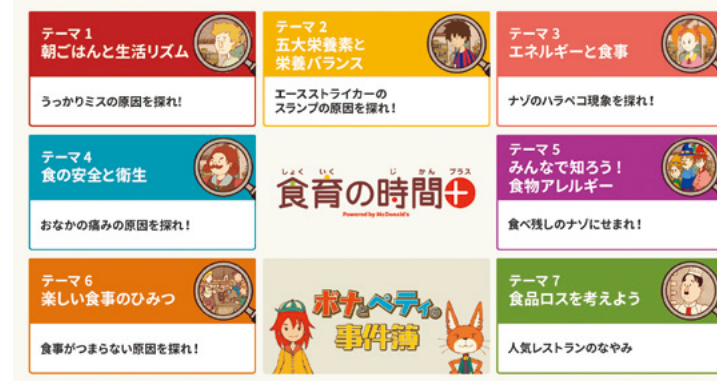 テーマ 1
朝ごはんと生活リズム
うっかりミスの原因を探れ!
テーマ 2
五大栄養素と
栄養バランス
エースストライカーの
スランプの原因を探れ!
テーマ 3
エネルギーと食事
ナゾのハラペコ現象を探れ!
テーマ 4
食の安全と衛生
おなかの痛みの原因を探れ!
しょく いく じ かん プラス
食育の時間+
Powered by McDonald's
テーマ 5
みんなで知ろう!
食物アレルギー
食べ残しのナゾにせまれ!
テーマ 6
楽しい食事のひみつ
食事がつまらない原因を探れ!
ボナとペティの
事件簿
テーマ 7
食品ロスを考えよう
人気レストランのなやみ